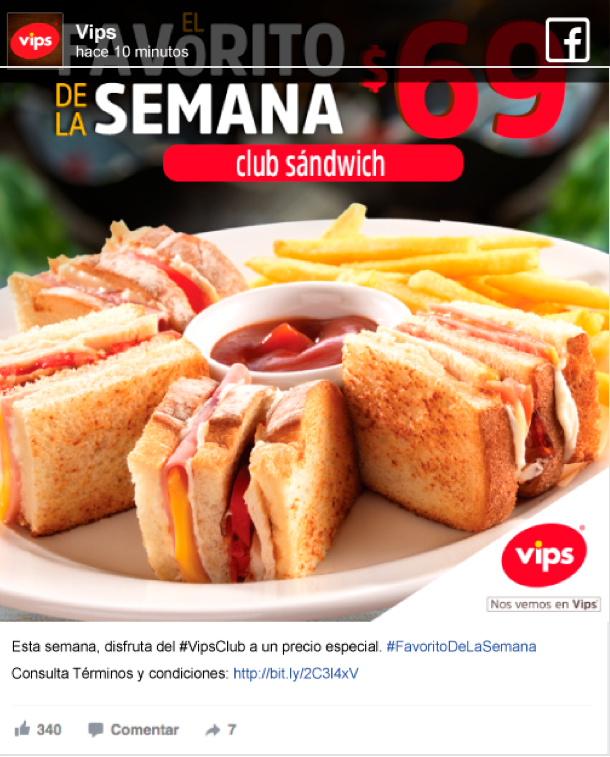 vips
Vips
hace 10 minutos
EL
FAVORITO
DE LA
SEMANA
$69
club sándwich
vips
Nos vemos en Vips
Esta semana, disfruta del #VipsClub a un precio especial. #FavoritoDeLaSemana
Consulta Términos y condiciones: http://bit.ly/2C3I4xV
340
Comentar
7